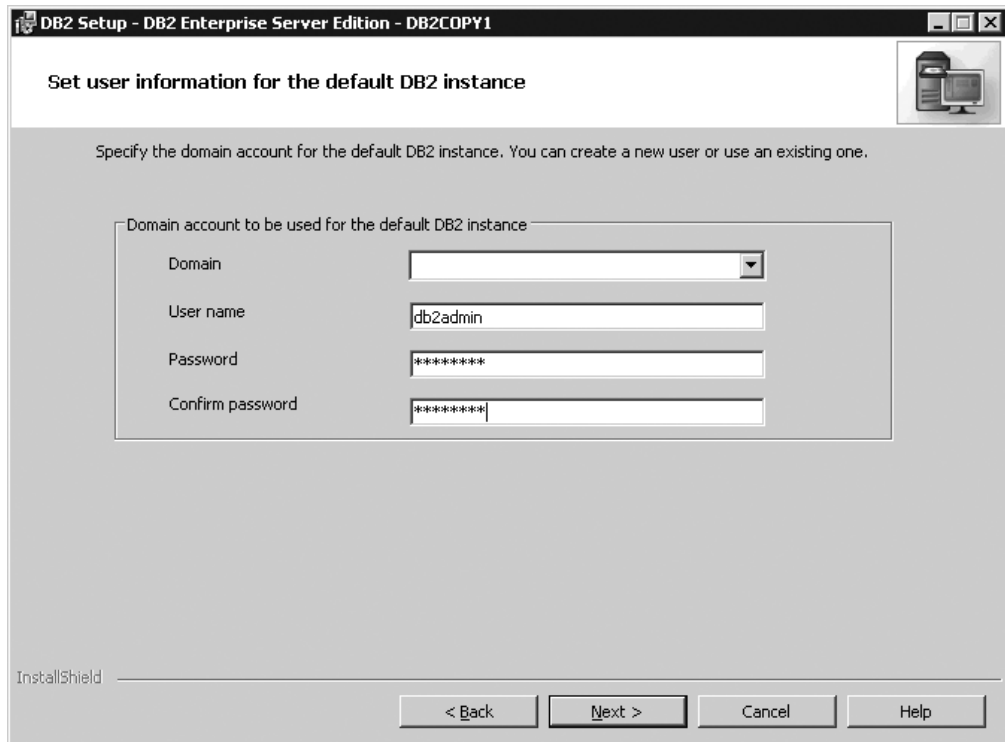 DB2 Setup - DB2 Enterprise Server Edition - DB2COPY1
Set user information for the default DB2 instance
Specify the domain account for the default DB2 instance. You can create a new user or use an existing one.
Domain account to be used for the default DB2 instance
Domain
User name db2admin
Password ********
Confirm password ********
InstallShield
< Back Next > Cancel Help